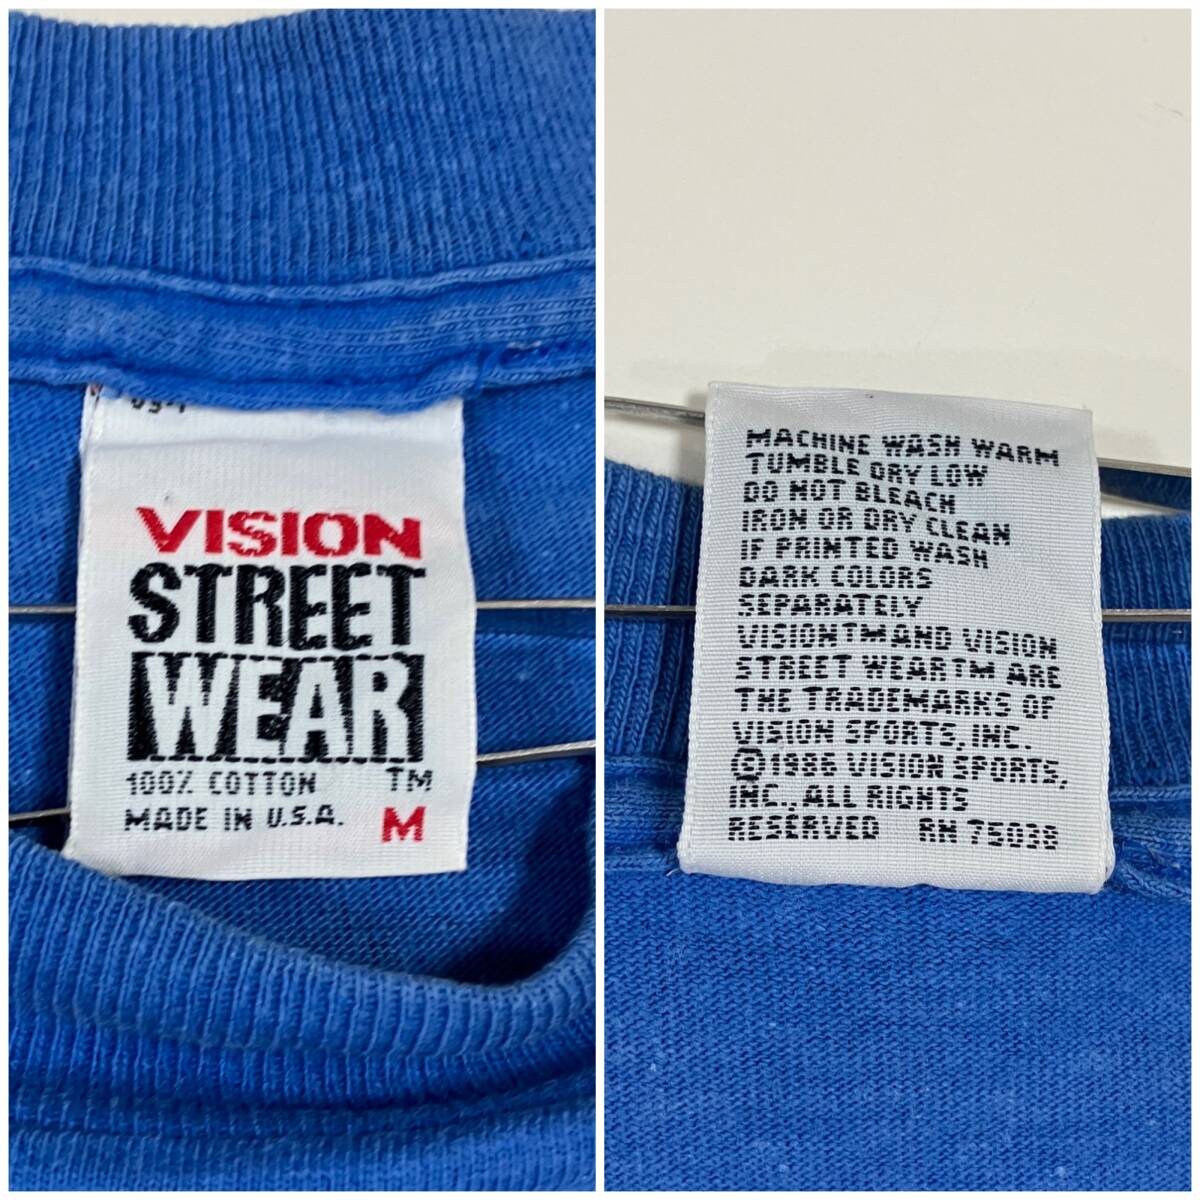 VISION
STREET
WEAR
100% COTTON TM
MADE IN U.S.A. M
MACHINE WASH WARM
TUMBLE DRY LOW
DO NOT BLEACH
IRON OR DRY CLEAN
IF PRINTED WASH
DARK COLORS
SEPARATELY
VISIONTM AND VISION
STREET WEARTM ARE
THE TRADEMARKS OF
VISION SPORTS, INC.
©1986 VISION SPORTS,
INC., ALL RIGHTS
RESERVED RN 75038